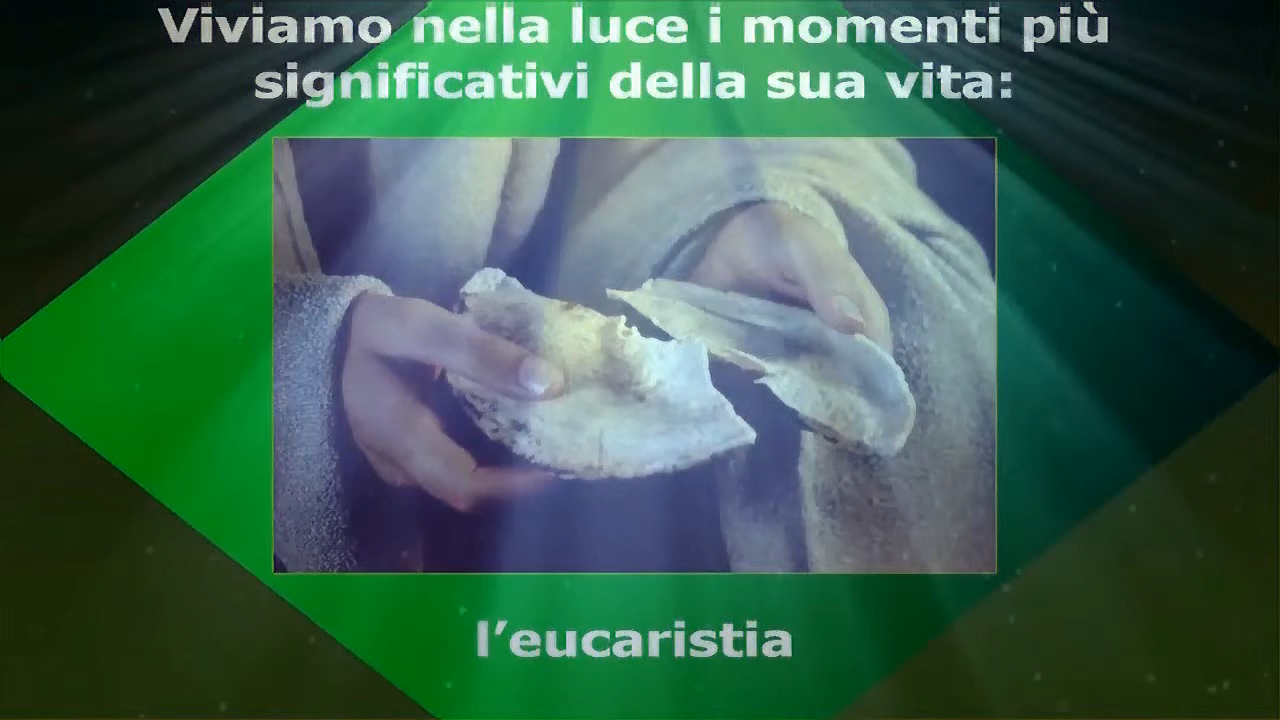 Viviamo nella luce i momenti più
significativi della sua vita:
l’eucaristia